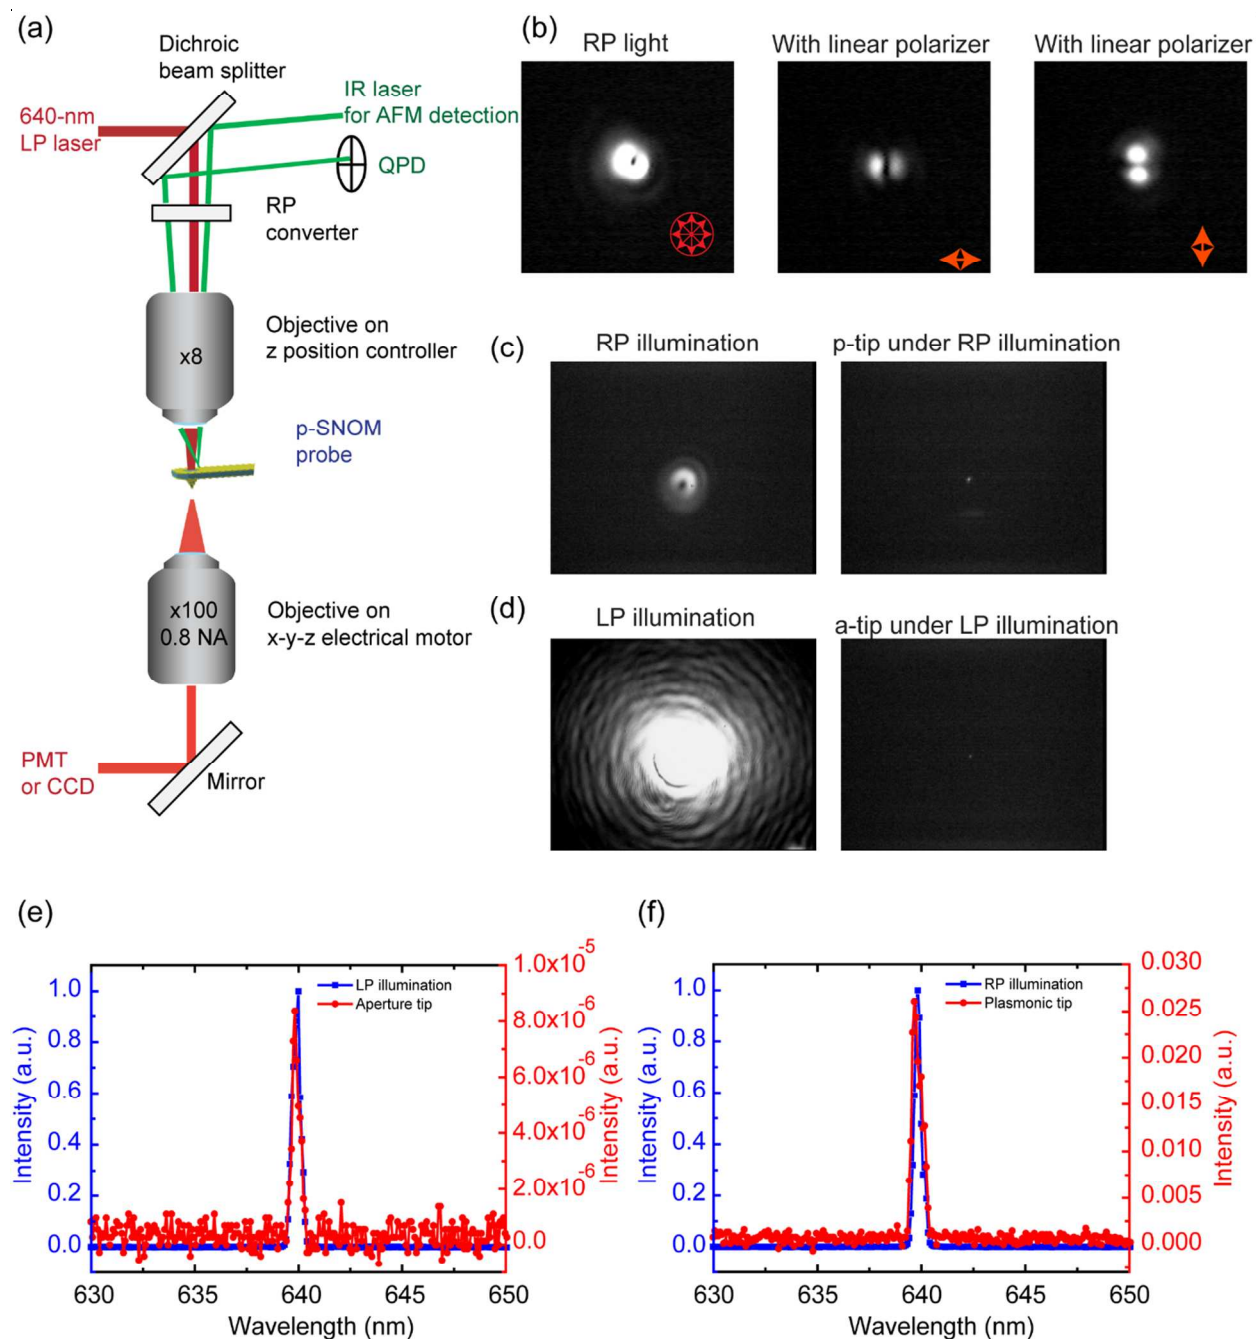 (a)
Dichroic
beam splitter
640-nm
LP laser
IR laser
for AFM detection
QPD
RP
converter
Objective on
z position controller
x8
p-SNOM
probe
x100
0.8 NA
Objective on
x-y-z electrical motor
PMT
or CCD
Mirror
(b)
RP light
With linear polarizer
With linear polarizer
(c)
RP illumination
p-tip under RP illumination
(d)
LP illumination
a-tip under LP illumination
(e)
1.0
0.8
0.6
0.4
0.2
0.0
Intensity (a.u.)
LP illumination
Aperture tip
1.0x10-5
8.0x10-6
6.0x10-6
4.0x10-6
2.0x10-6
0.0
Intensity (a.u.)
630 635 640 645 650
Wavelength (nm)
(f)
1.0
0.8
0.6
0.4
0.2
0.0
Intensity (a.u.)
RP illumination
Plasmonic tip
0.030
0.025
0.020
0.015
0.010
0.005
0.000
Intensity (a.u.)
630 635 640 645 650
Wavelength (nm)